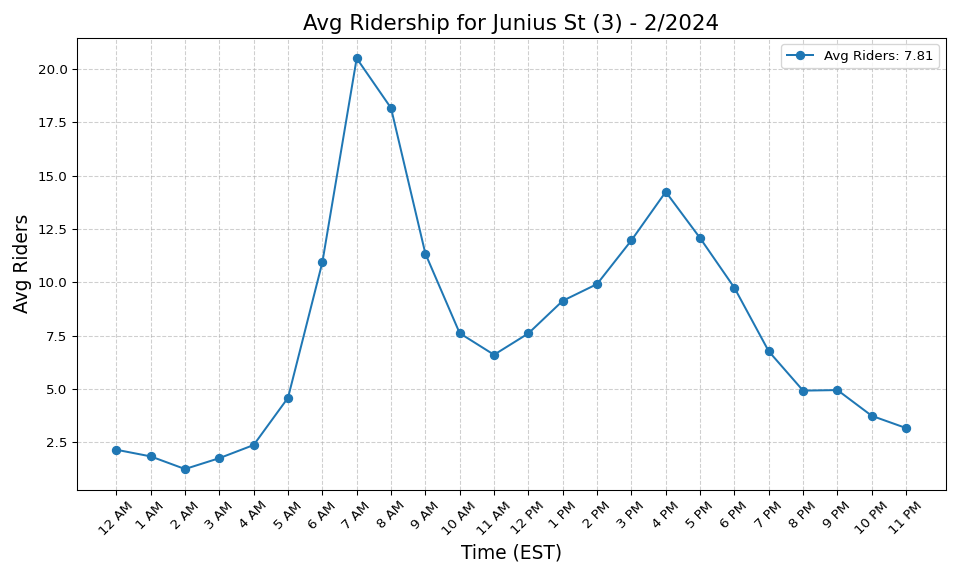 Avg Ridership for Junius St (3) - 2/2024
Avg Riders: 7.81
Avg Riders
20.0
17.5
15.0
12.5
10.0
7.5
5.0
2.5
12 AM
1 AM
2 AM
3 AM
4 AM
5 AM
6 AM
7 AM
8 AM
9 AM
10 AM
11 AM
12 PM
1 PM
2 PM
3 PM
4 PM
5 PM
6 PM
7 PM
8 PM
9 PM
10 PM
11 PM
Time (EST)